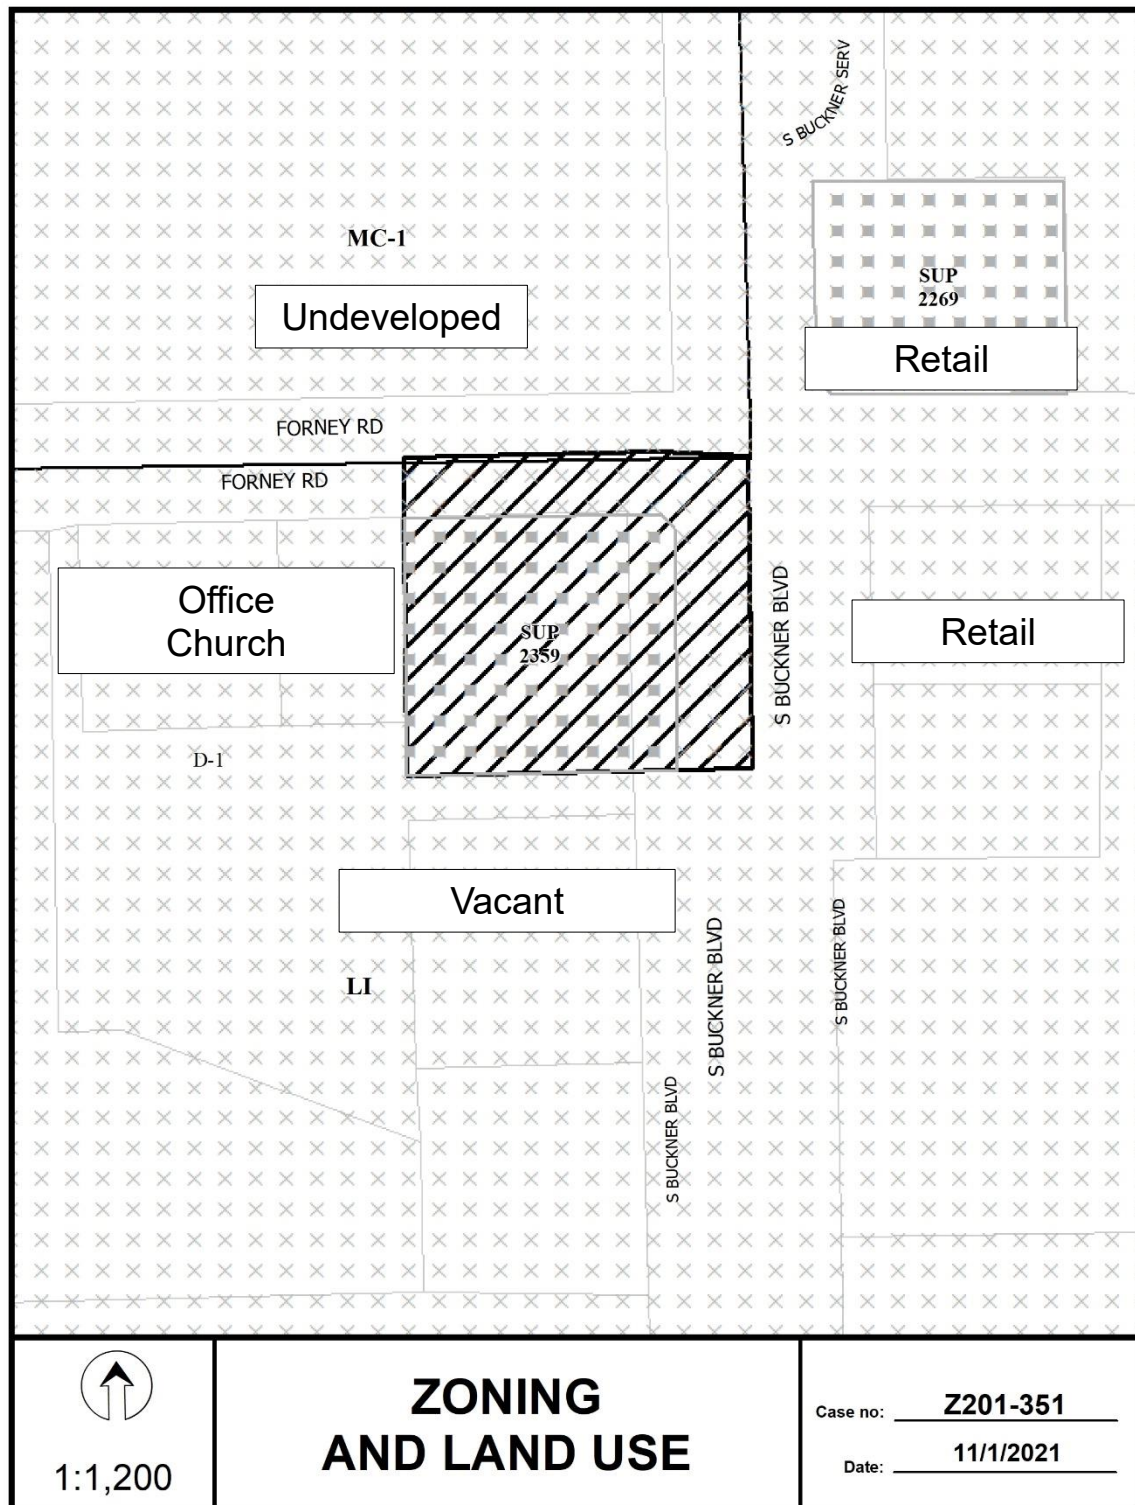 S BUCKNER SERV
MC-1
SUP
2269
Undeveloped
Retail
FORNEY RD
FORNEY RD
Office
Church
SUP
2359
S BUCKNER BLVD
Retail
D-1
Vacant
LI
S BUCKNER BLVD
S BUCKNER BLVD
S BUCKNER BLVD
1:1,200
ZONING
AND LAND USE
Case no: Z201-351
Date: 11/1/2021